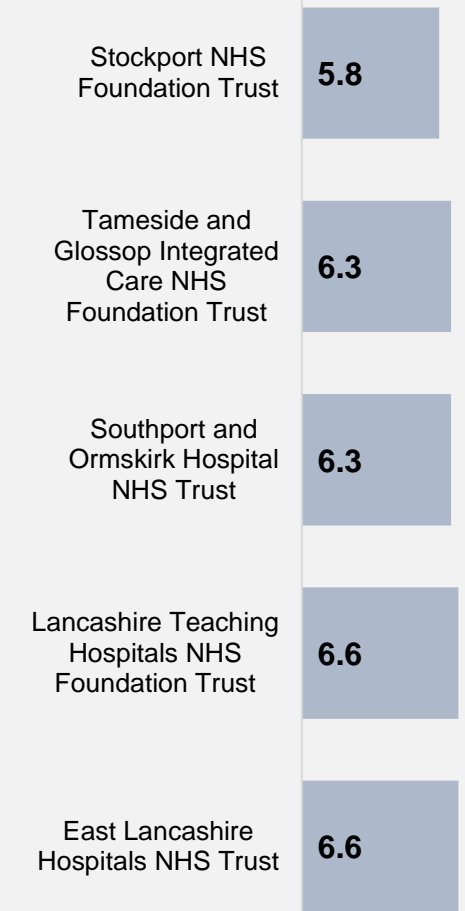 Stockport NHS
Foundation Trust
5.8
Tameside and
Glossop Integrated
Care NHS
Foundation Trust
6.3
Southport and
Ormskirk Hospital
NHS Trust
6.3
Lancashire Teaching
Hospitals NHS
Foundation Trust
6.6
East Lancashire
Hospitals NHS Trust
6.6